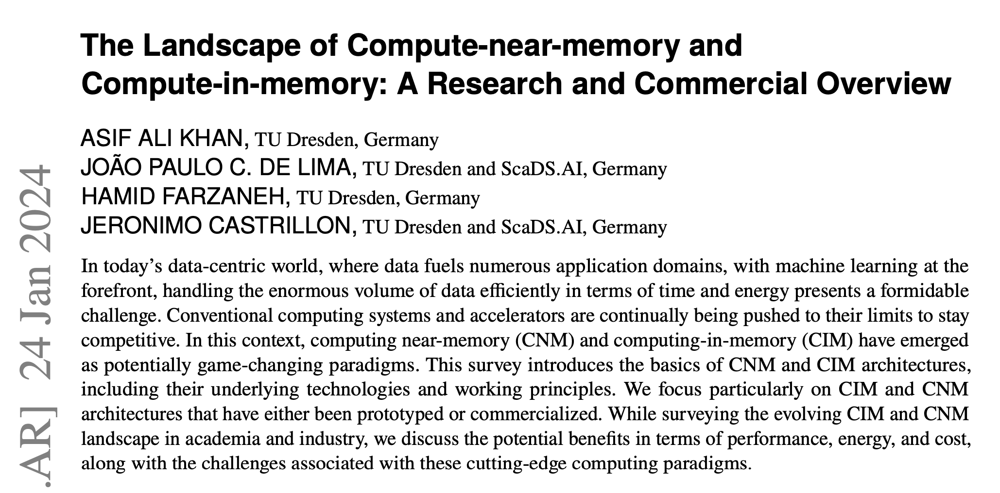 The Landscape of Compute-near-memory and
Compute-in-memory: A Research and Commercial Overview
ASIF ALI KHAN, TU Dresden, Germany
JOÃO PAULO C. DE LIMA, TU Dresden and ScaDS.AI, Germany
HAMID FARZANEH, TU Dresden, Germany
JERONIMO CASTRILLON, TU Dresden and ScaDS.AI, Germany
In today's data-centric world, where data fuels numerous application domains, with machine learning at the
forefront, handling the enormous volume of data efficiently in terms of time and energy presents a formidable
challenge. Conventional computing systems and accelerators are continually being pushed to their limits to stay
competitive. In this context, computing near-memory (CNM) and computing-in-memory (CIM) have emerged
as potentially game-changing paradigms. This survey introduces the basics of CNM and CIM architectures,
including their underlying technologies and working principles. We focus particularly on CIM and CNM
architectures that have either been prototyped or commercialized. While surveying the evolving CIM and CNM
landscape in academia and industry, we discuss the potential benefits in terms of performance, energy, and cost,
along with the challenges associated with these cutting-edge computing paradigms.
.AR] 24 Jan 2024